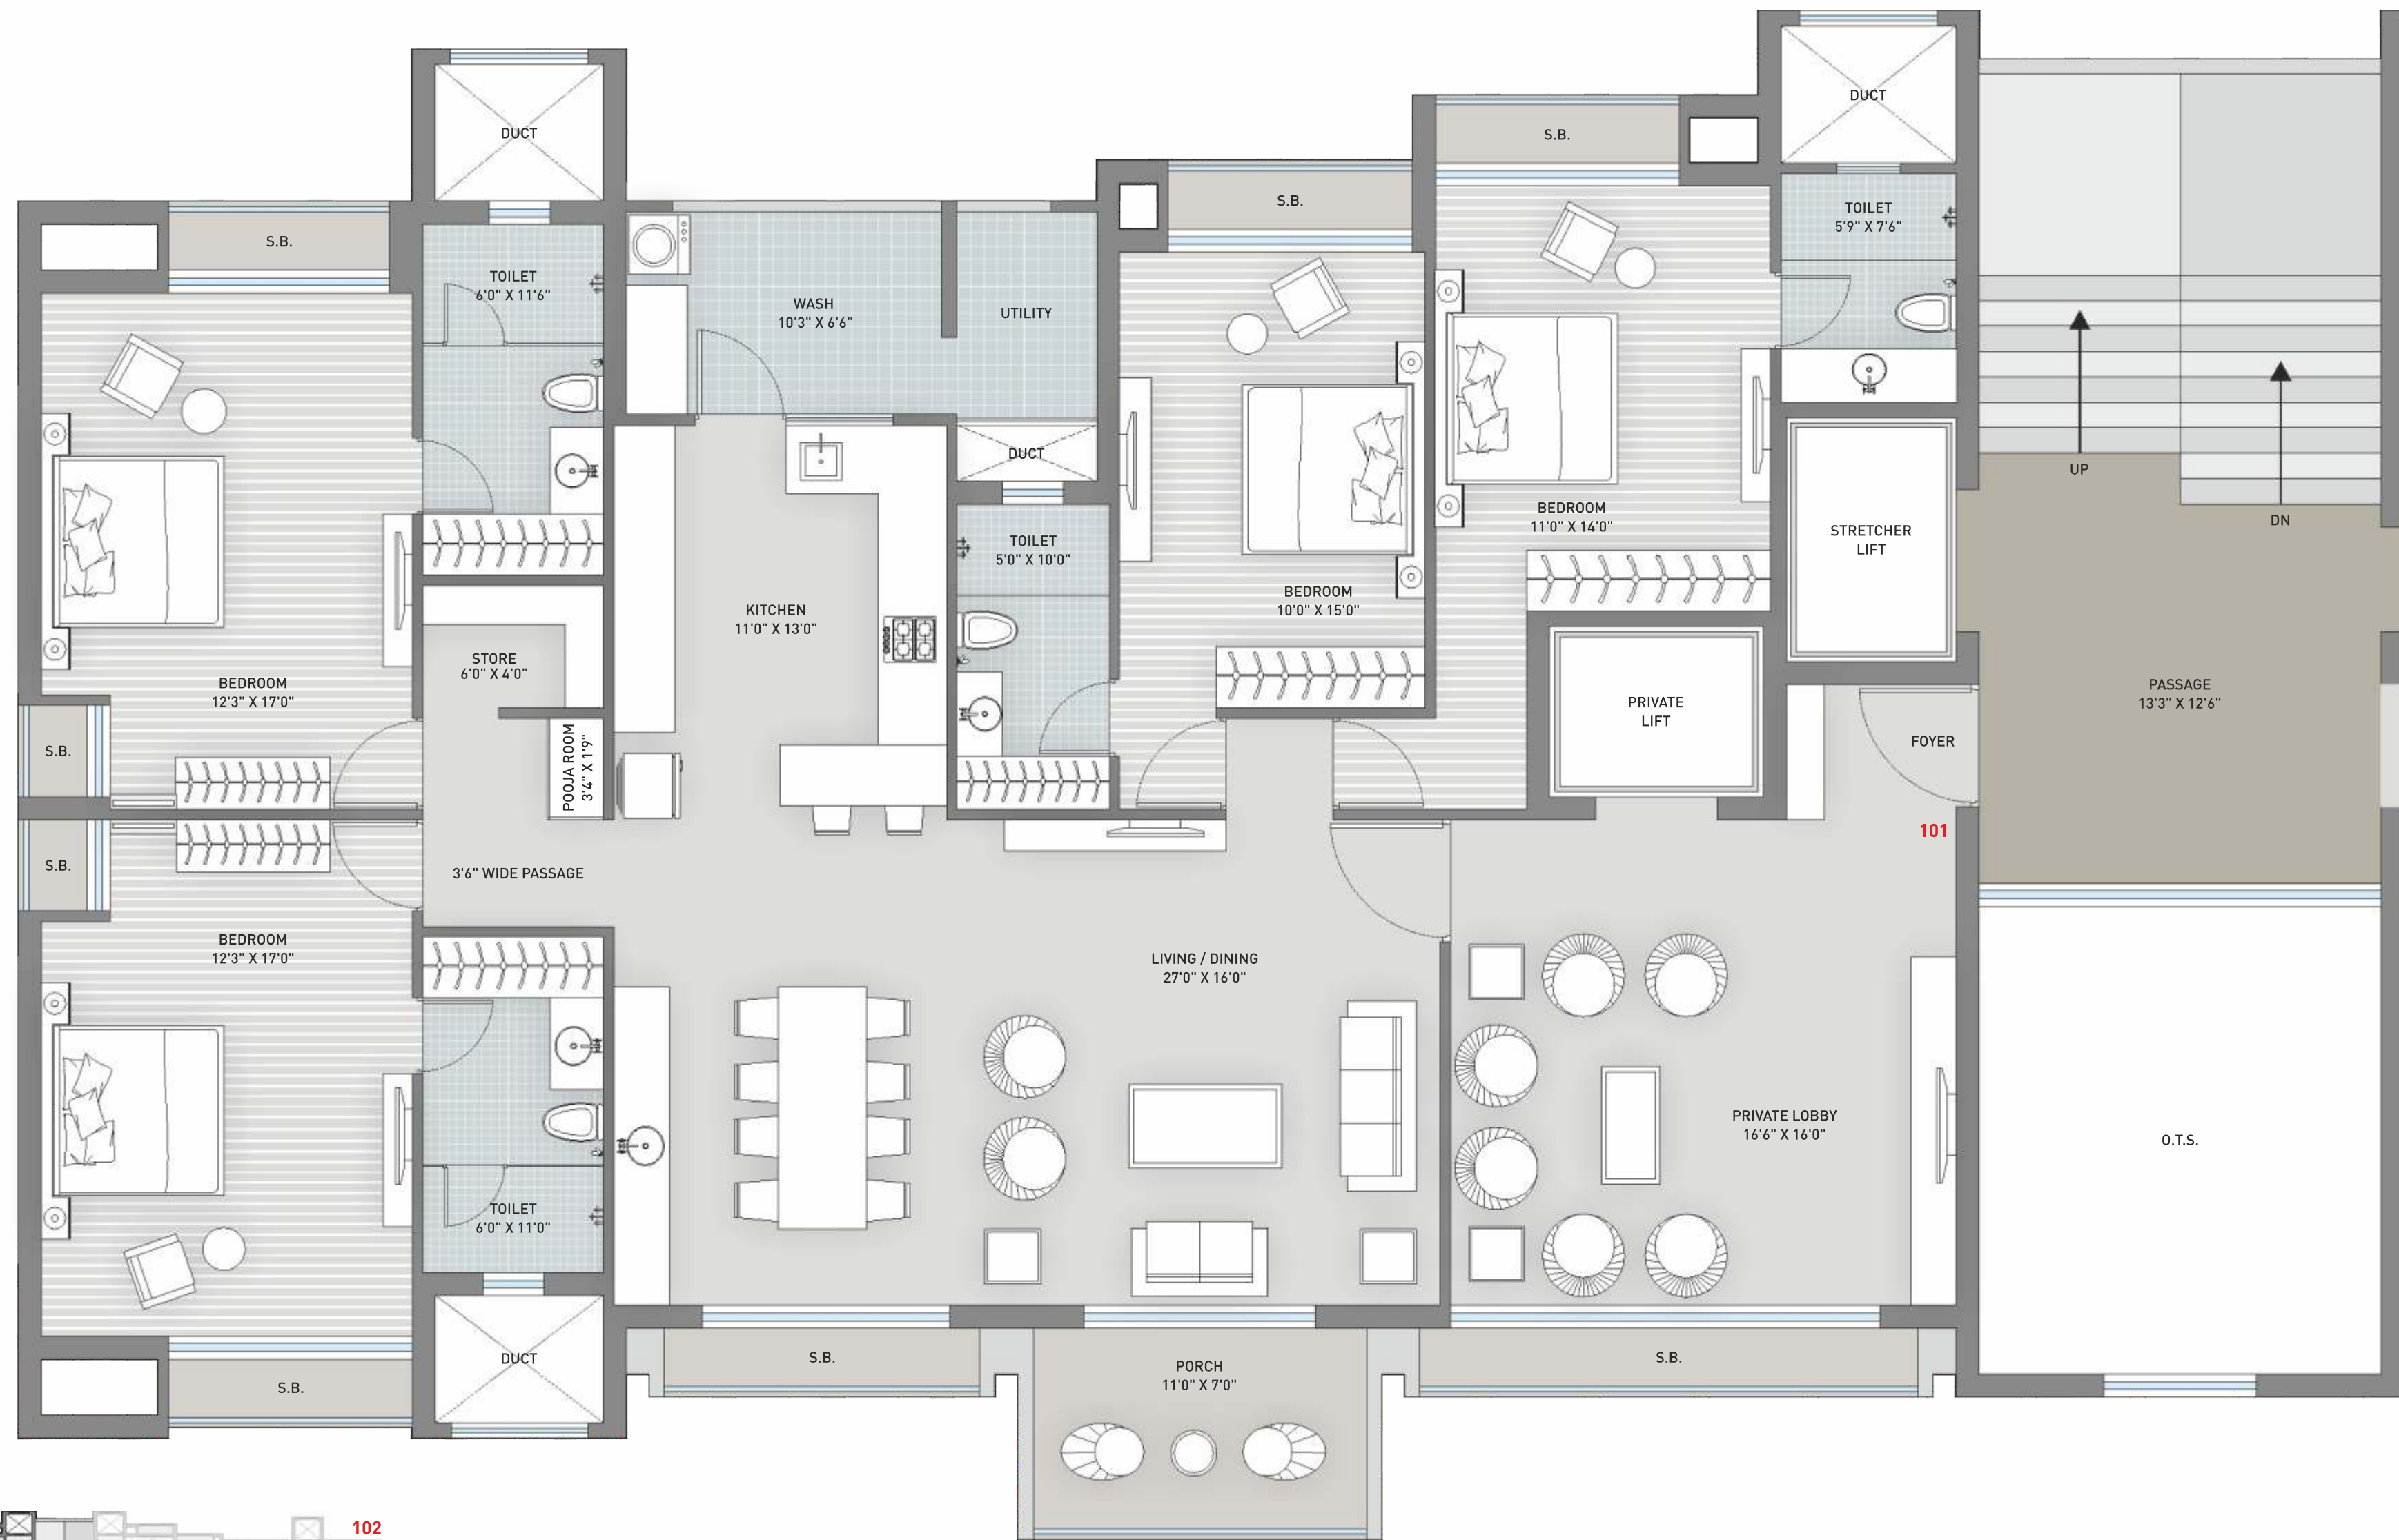 DUCT
DUCT
S.B.
S.B.
S.B.
TOILET
6'0" X 11'6"
WASH
10'3" X 6'6"
UTILITY
TOILET
5'9" X 7'6"
DUCT
UP
DN
BEDROOM
11'0" X 14'0"
STRETCHER
LIFT
TOILET
5'0" X 10'0"
BEDROOM
10'0" X 15'0"
KITCHEN
11'0" X 13'0"
STORE
6'0" X 4'0"
BEDROOM
12'3" X 17'0"
PRIVATE
LIFT
PASSAGE
13'3" X 12'6"
S.B.
POOJA ROOM
3'4" X 1'9"
FOYER
101
S.B.
3'6" WIDE PASSAGE
BEDROOM
12'3" X 17'0"
LIVING / DINING
27'0" X 16'0"
PRIVATE LOBBY
16'6" X 16'0"
O.T.S.
TOILET
6'0" X 11'0"
DUCT
S.B.
S.B.
PORCH
11'0" X 7'0"
S.B.
102